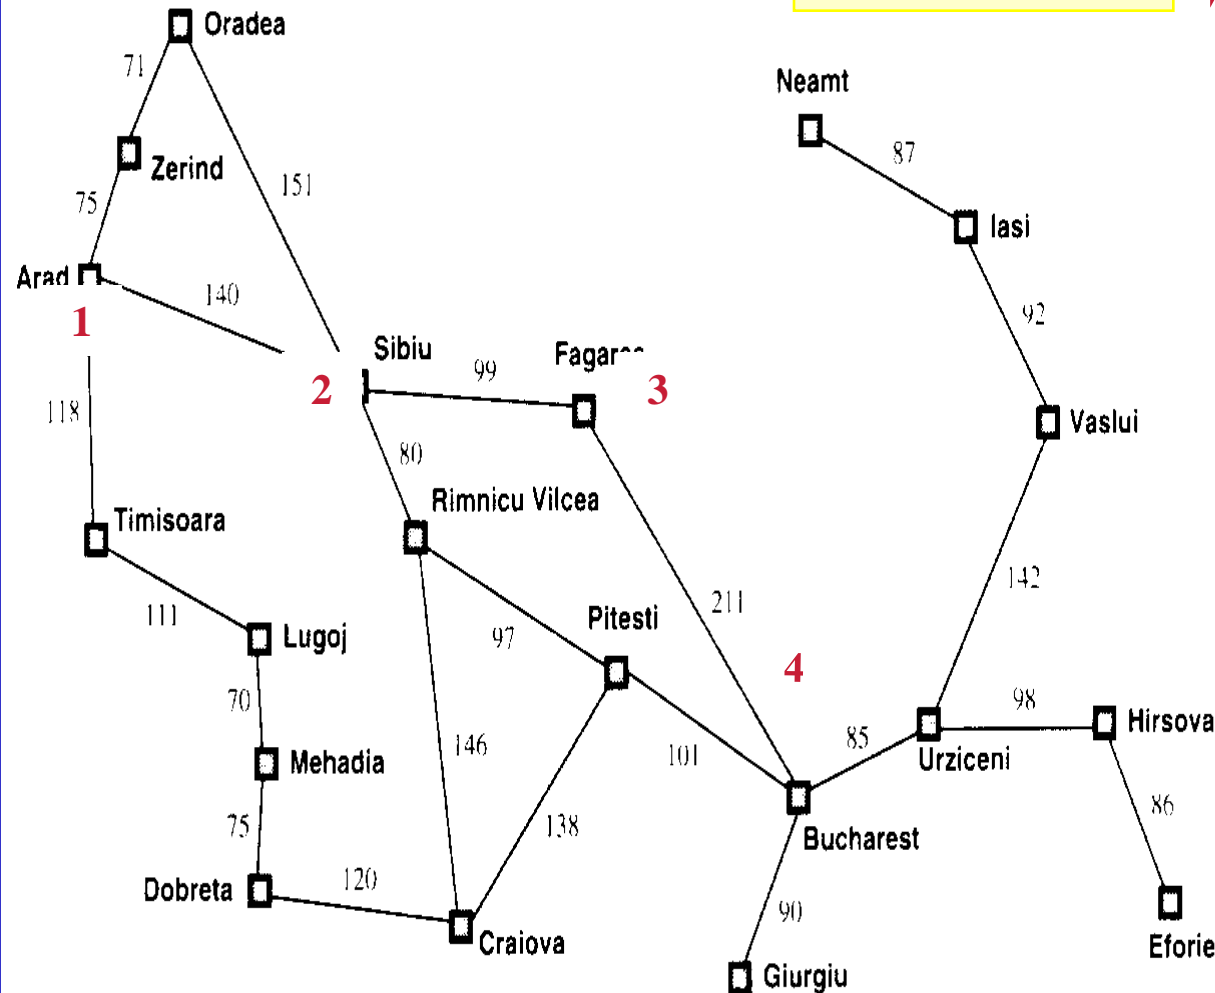 Oradea
71
Neamt
Zerind
87
151
75
Iasi
Arad
140
1
92
Sibiu
99
2
3
118
Vaslui
80
Rimnicu Vilcea
Timisoara
142
211
111
Pitesti
Lugoj
97
4
70
98
Hirsova
146
85
101
Urziceni
Mehadia
86
75
138
Bucharest
120
Dobreta
90
Craiova
Eforie
Giurgiu